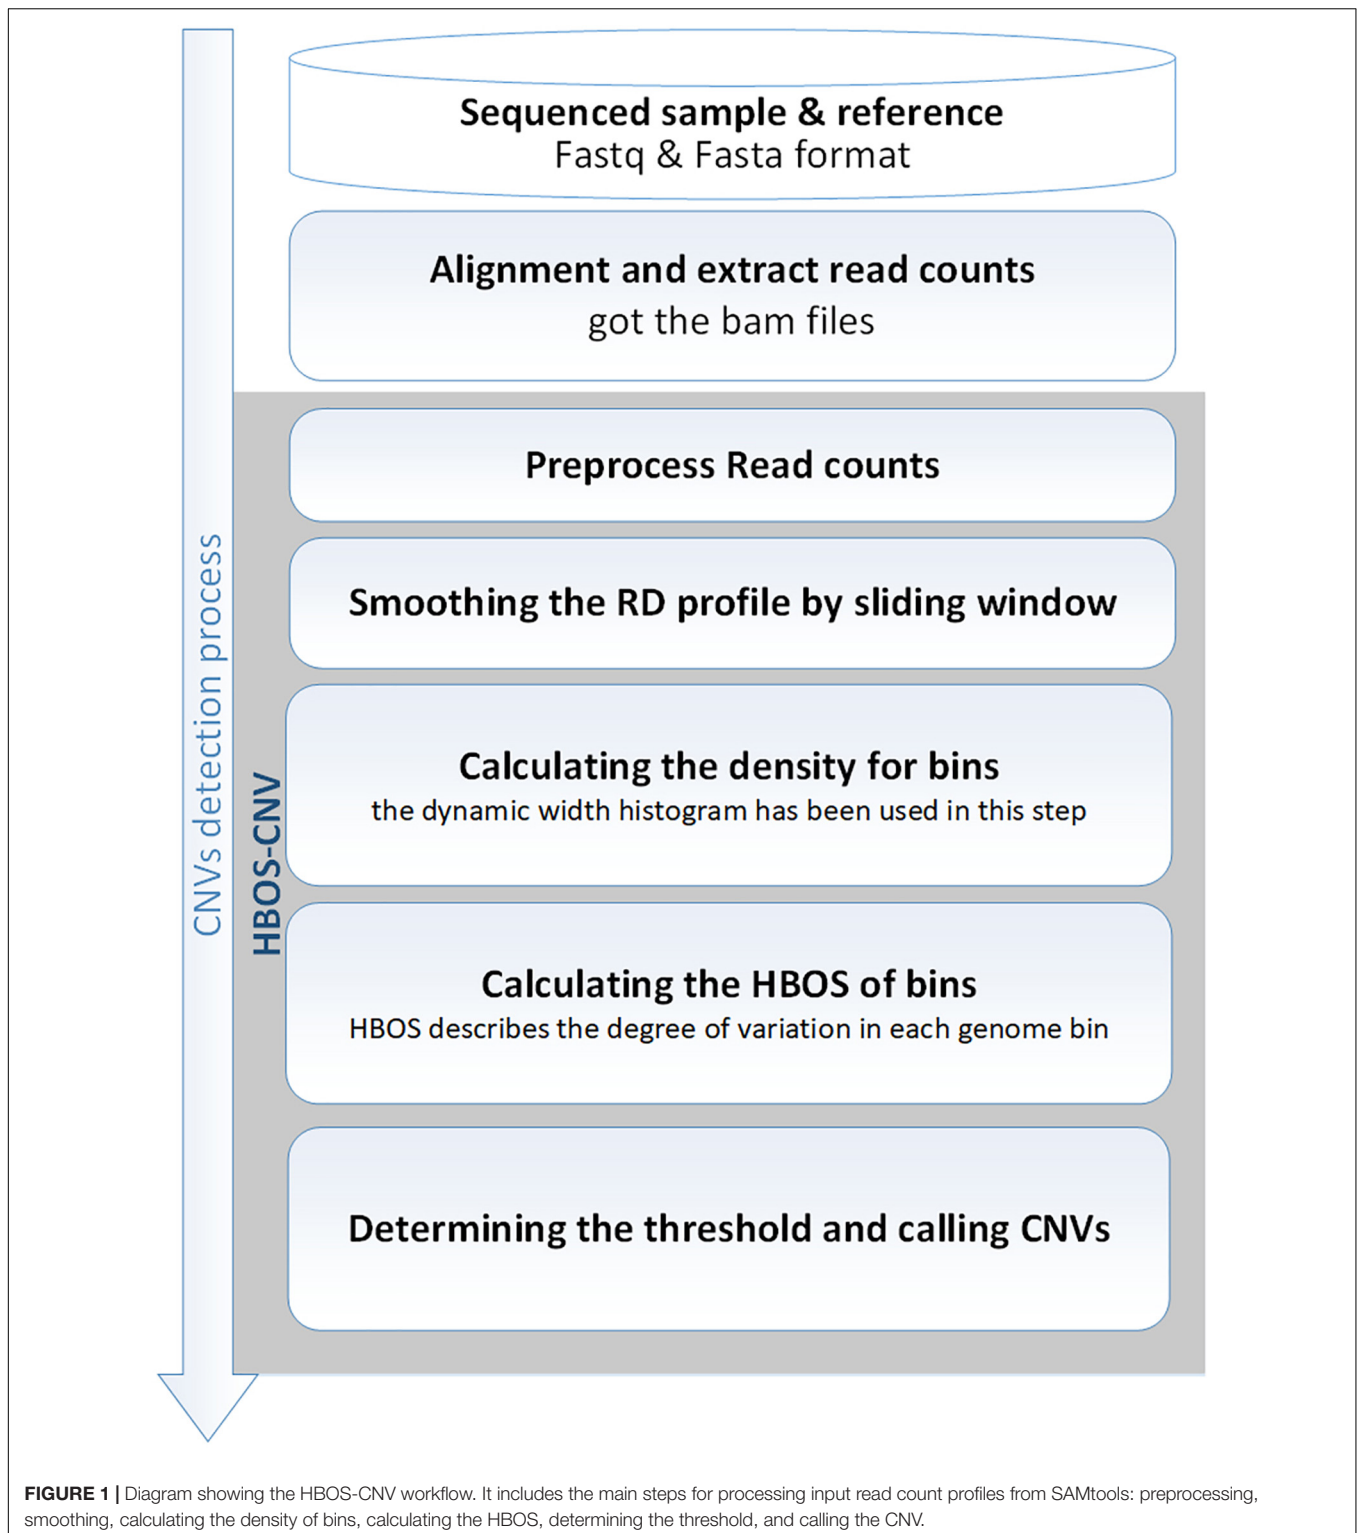 Sequenced sample & reference
Fastq & Fasta format
Alignment and extract read counts
got the bam files
Preprocess Read counts
Smoothing the RD profile by sliding window
Calculating the density for bins
the dynamic width histogram has been used in this step
Calculating the HBOS of bins
HBOS describes the degree of variation in each genome bin
Determining the threshold and calling CNVs
CNVs detection process
HBOS-CNV
FIGURE 1 | Diagram showing the HBOS-CNV workflow. It includes the main steps for processing input read count profiles from SAMtools: preprocessing,
smoothing, calculating the density of bins, calculating the HBOS, determining the threshold, and calling the CNV.